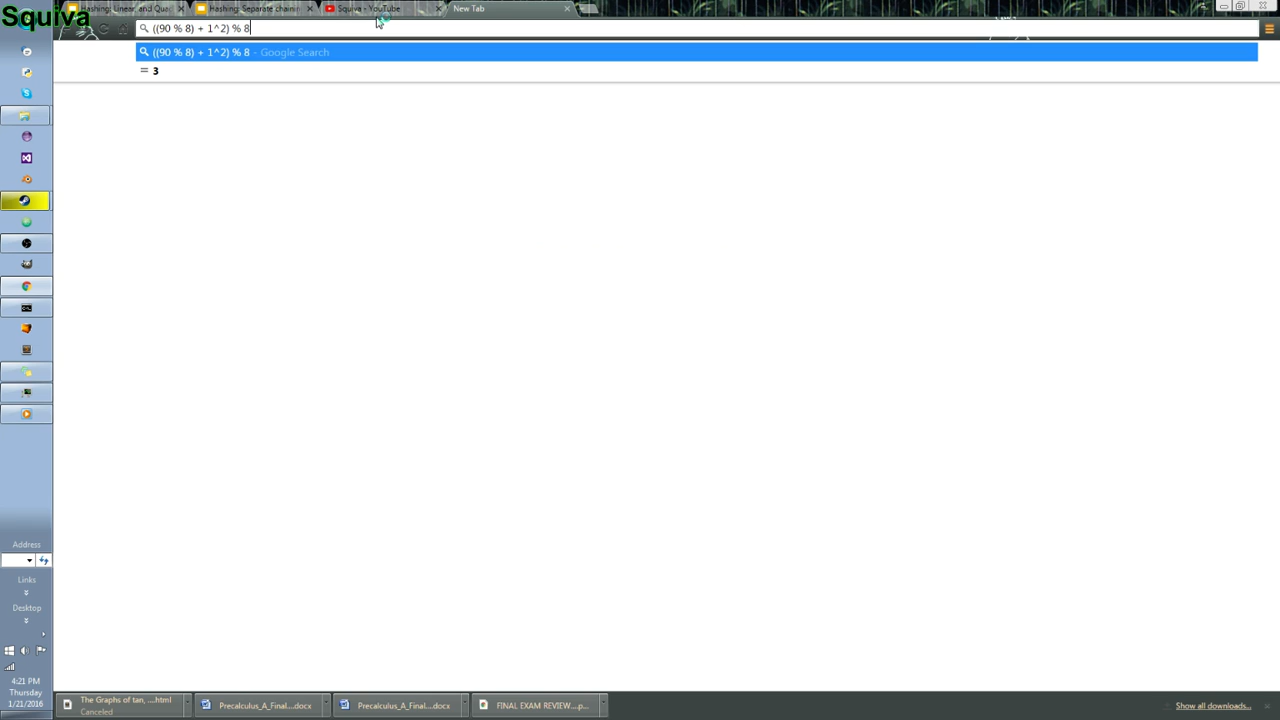 Squiva
Hashing: Linear, and Qua
Hashing: Separate chainin
Squiva - YouTube
New Tab
((90 % 8) + 1^2) % 8
((90 % 8) + 1^2) % 8 - Google Search
= 3
Address
Links
Desktop
4:21 PM
Thursday
1/21/2016
The Graphs of tan, ....html
Canceled
Precalculus_A_Final....docx
Precalculus_A_Final....docx
FINAL EXAM REVIEW....p...
Show all downloads...